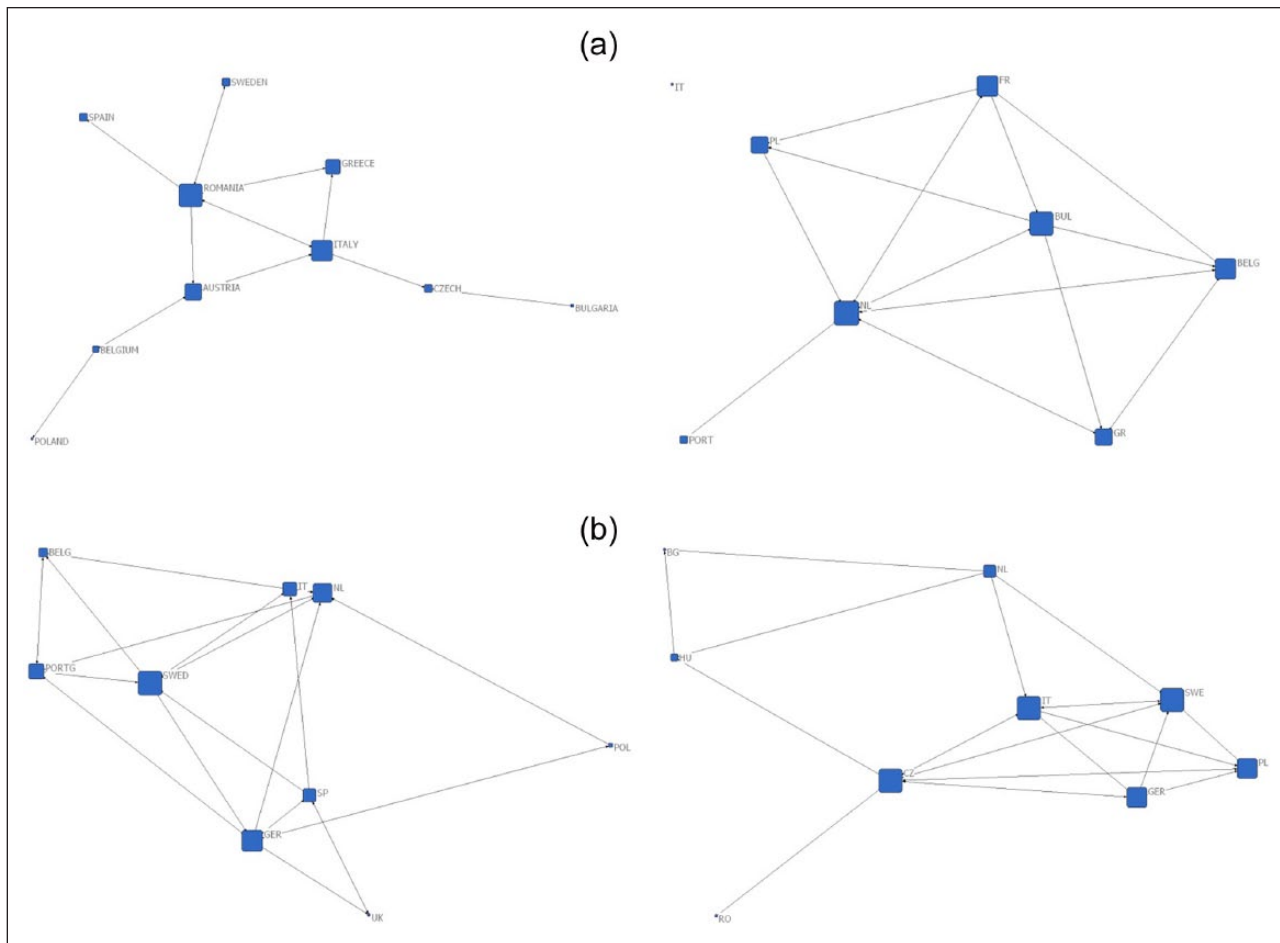 (a)
SWEDEN
SPAIN
GREECE
ROMANIA
ITALY
AUSTRIA
CZECH
BULGARIA
BELGIUM
POLAND
IT
FR
PL
BUL
BELG
NL
PORT
GR
(b)
BELG
IT
NL
PORTG
SWED
POL
SP
GER
UK
BG
NL
HU
IT
SWE
CZ
PL
GER
RO